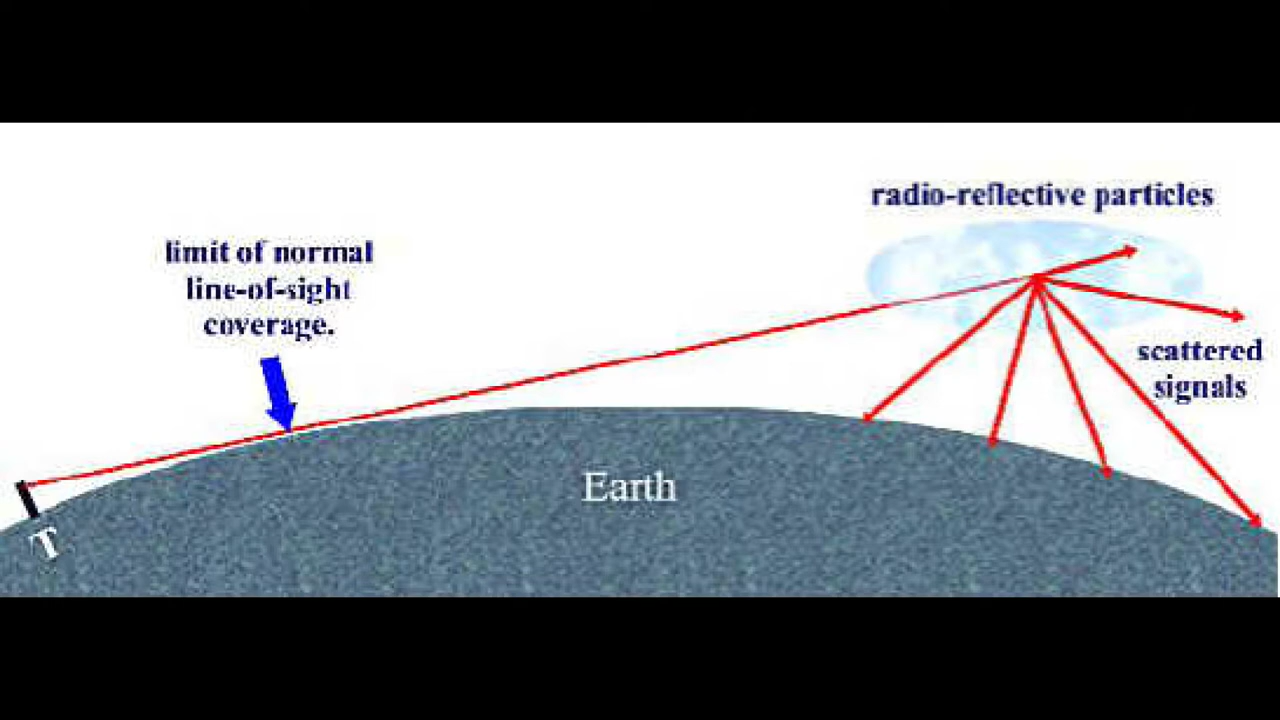 radio-reflective particles
limit of normal
line-of-sight
coverage.
scattered
signals
Earth
T